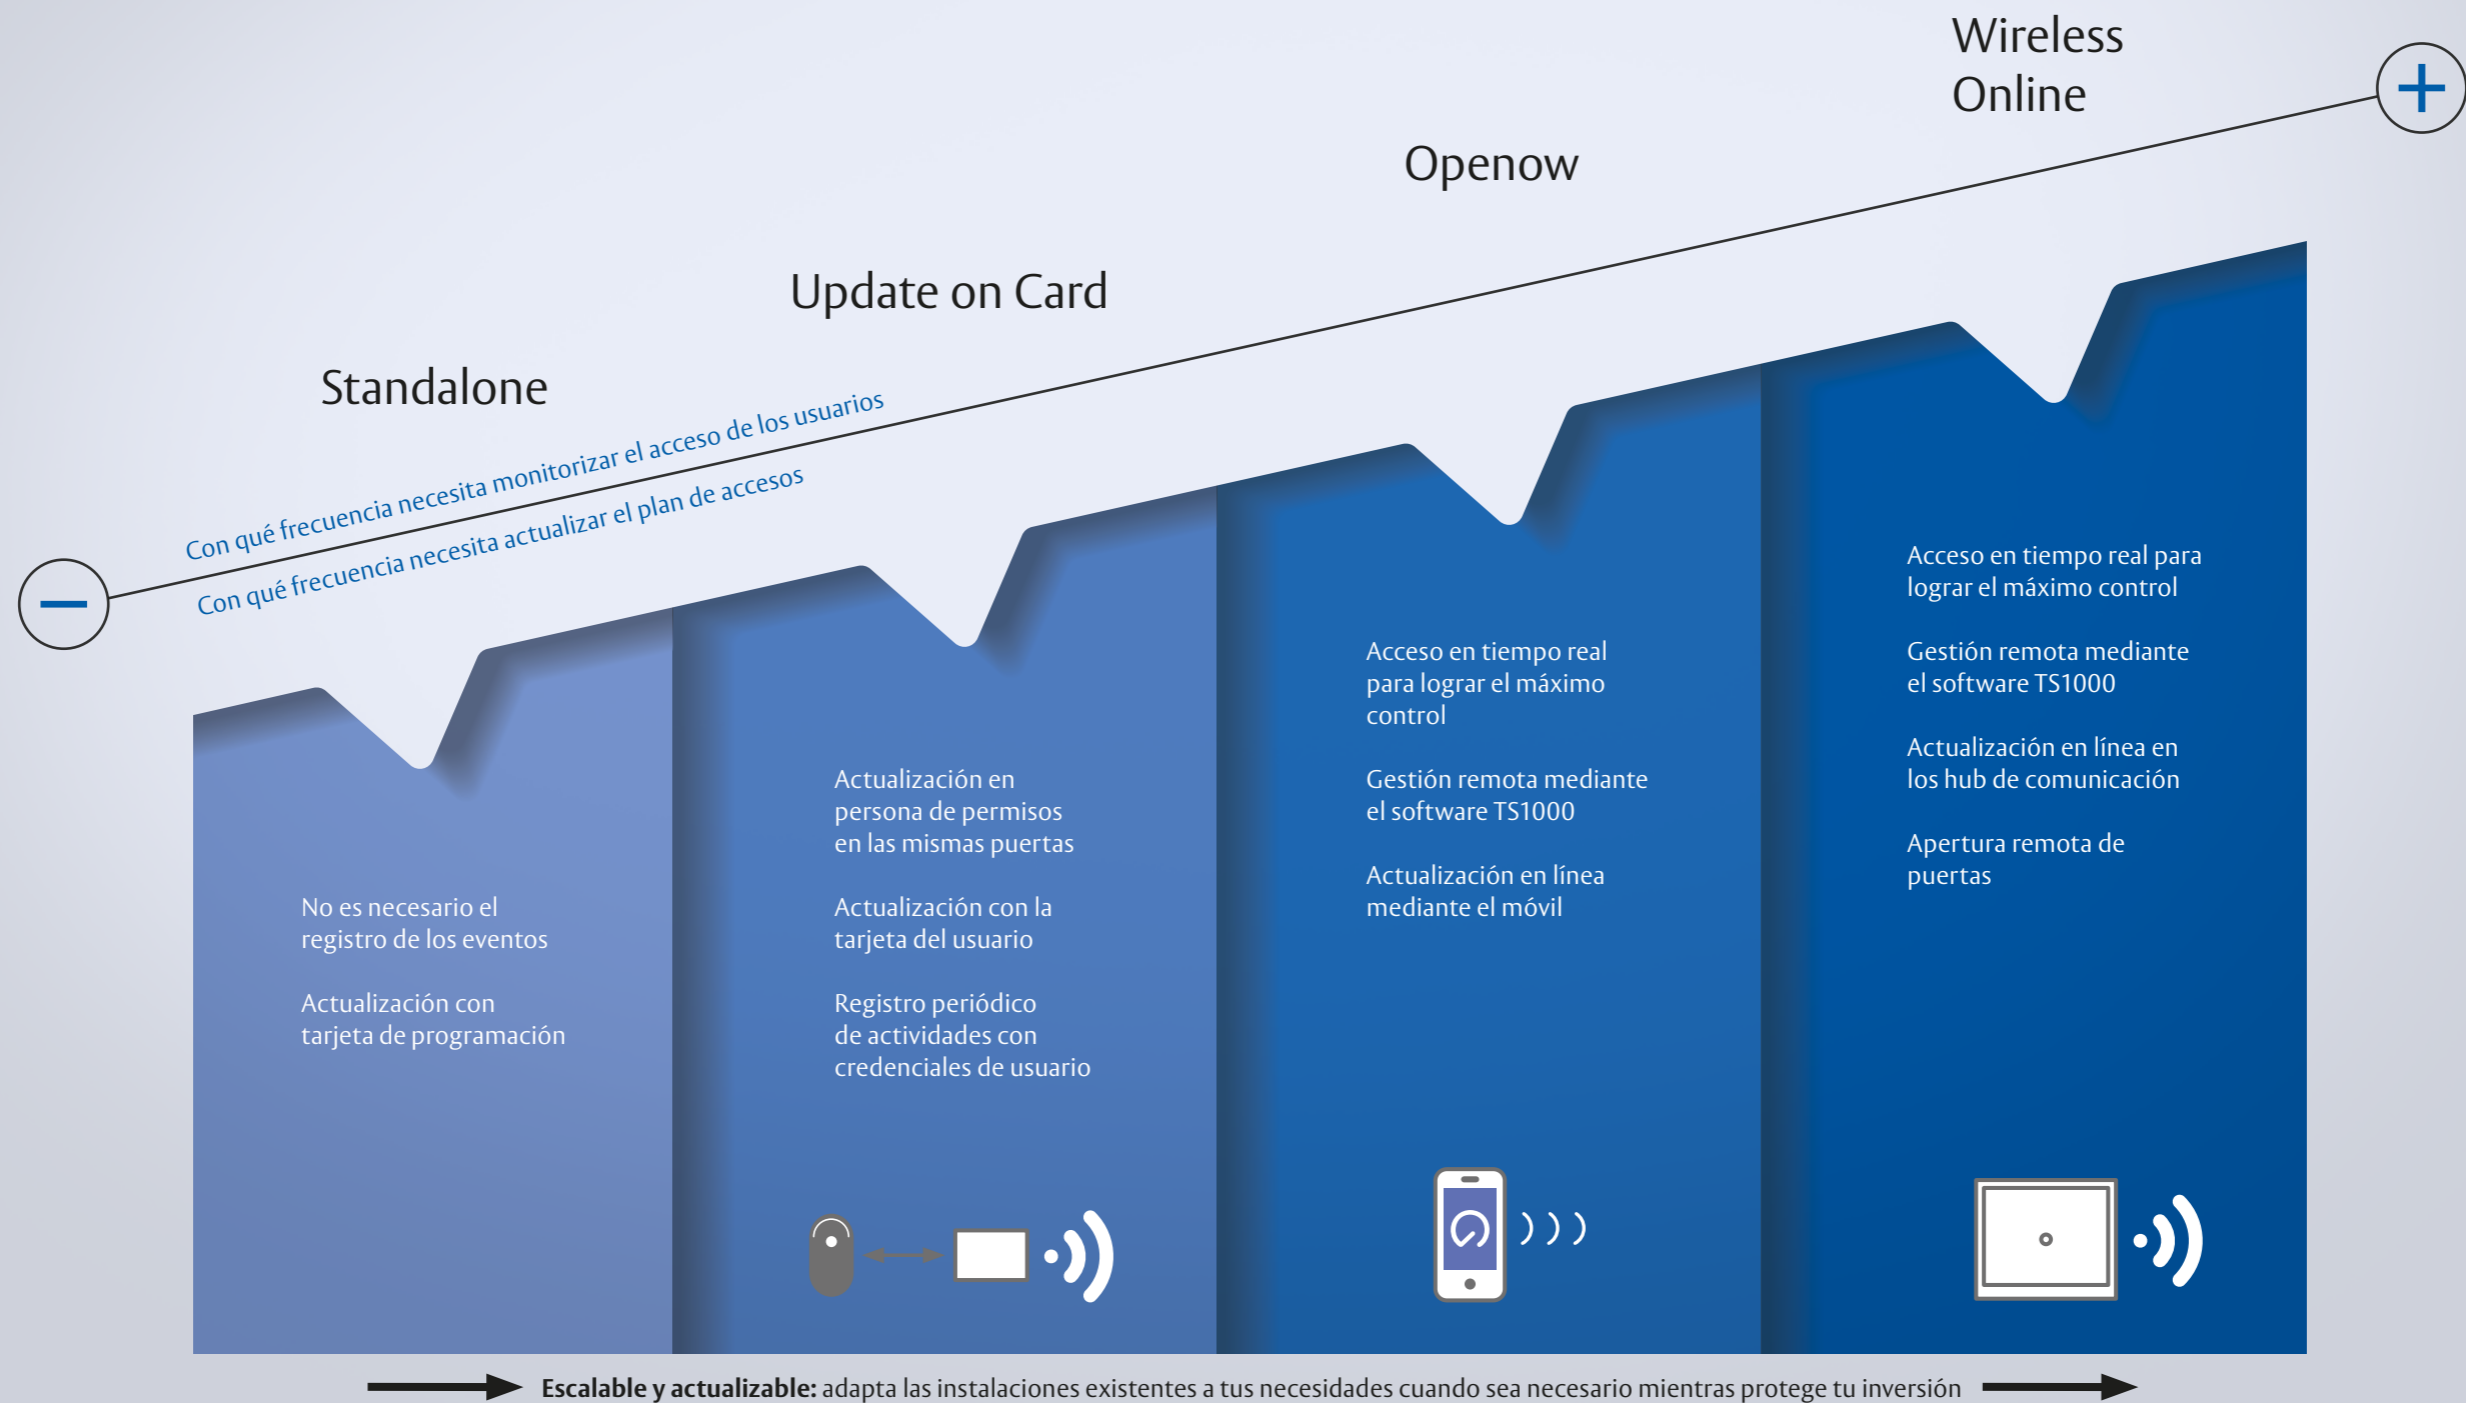 Wireless
Online
Openow
Update on Card
Standalone
Con qué frecuencia necesita monitorizar el acceso de los usuarios
Con qué frecuencia necesita actualizar el plan de accesos
No es necesario el
registro de los eventos
Actualización con
tarjeta de programación
Actualización en
persona de permisos
en las mismas puertas
Actualización con la
tarjeta del usuario
Registro periódico
de actividades con
credenciales de usuario
Acceso en tiempo real
para lograr el máximo
control
Gestión remota mediante
el software TS1000
Actualización en línea
mediante el móvil
Acceso en tiempo real para
lograr el máximo control
Gestión remota mediante
el software TS1000
Actualización en línea en
los hub de comunicación
Apertura remota de
puertas
Escalable y actualizable: adapta las instalaciones existentes a tus necesidades cuando sea necesario mientras protege tu inversión